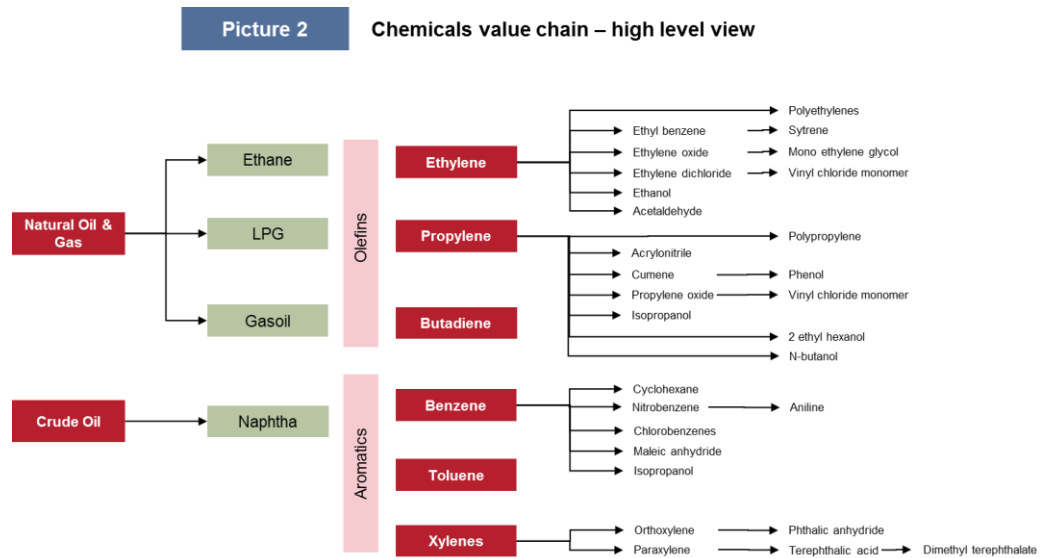 Picture 2
Chemicals value chain – high level view
Natural Oil &
Gas
Crude Oil
Ethane
LPG
Gasoil
Naphtha
Olefins
Aromatics
Ethylene
Polyethylenes
Ethyl benzene
Sytrene
Ethylene oxide
Mono ethylene glycol
Ethylene dichloride
Vinyl chloride monomer
Ethanol
Acetaldehyde
Propylene
Polypropylene
Acrylonitrile
Cumene
Phenol
Propylene oxide
Vinyl chloride monomer
Isopropanol
2 ethyl hexanol
N-butanol
Butadiene
Benzene
Cyclohexane
Nitrobenzene
Aniline
Chlorobenzenes
Maleic anhydride
Isopropanol
Toluene
Xylenes
Orthoxylene
Phthalic anhydride
Paraxylene
Terephthalic acid
Dimethyl terephthalate